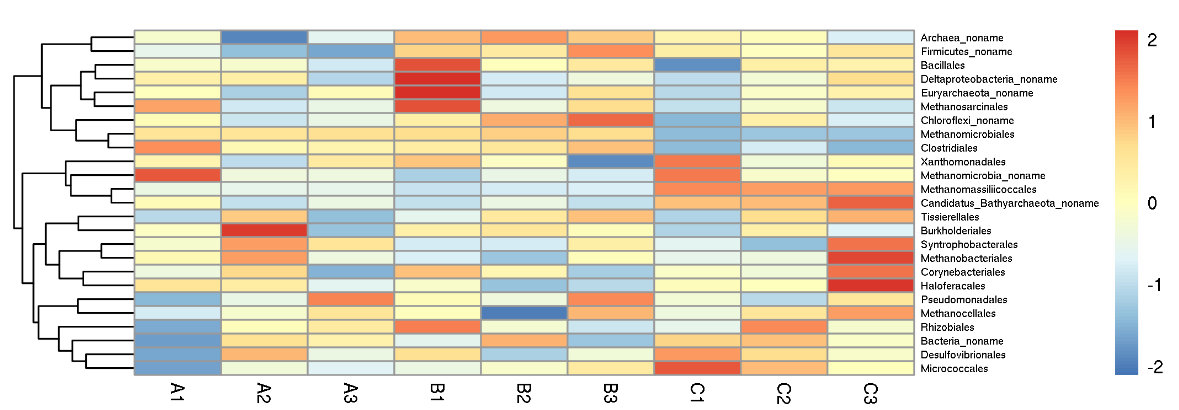 Archaea_noname
Firmicutes_noname
Bacillales
Deltaproteobacteria_noname
Euryarchaeota_noname
Methanosarcinales
Chloroflexi_noname
Methanomicrobiales
Clostridiales
Xanthomonadales
Methanomicrobia_noname
Methanomassiliicoccales
Candidatus_Bathyarchaeota_noname
Tissierellales
Burkholderiales
Syntrophobacterales
Methanobacteriales
Corynebacteriales
Haloferacales
Pseudomonadales
Methanocellales
Rhizobiales
Bacteria_noname
Desulfovibrionales
Micrococcales
A1 A2 A3 B1 B2 B3 C1 C2 C3
2
1
0
-1
-2